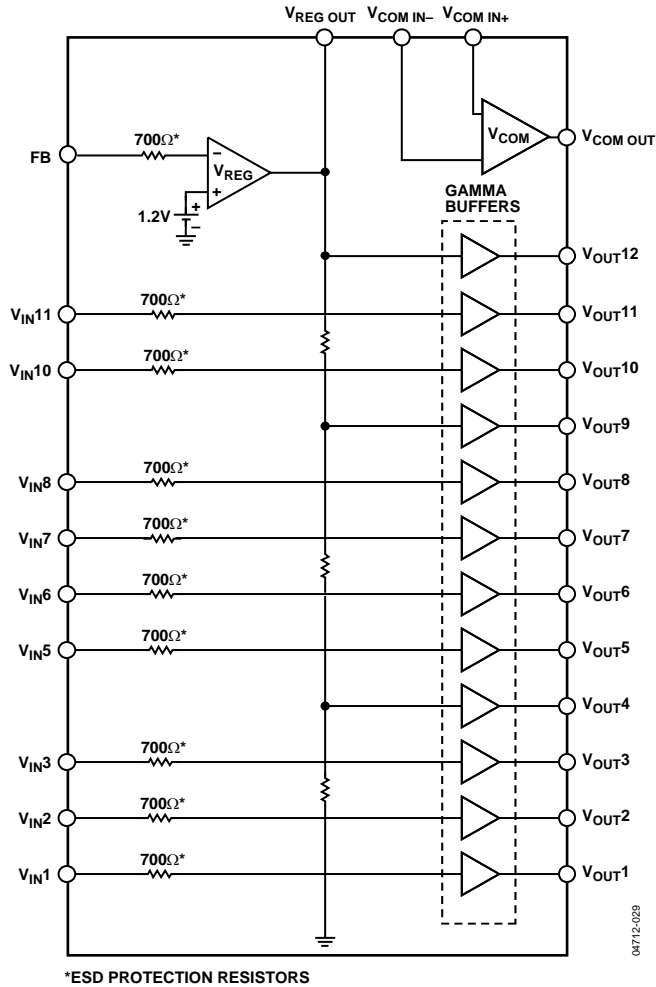 VREG OUT VCOM IN– VCOM IN+
700Ω*
FB
–
VREG
+
1.2V
+
–
VCOM
VCOM OUT
GAMMA
BUFFERS
VOUT12
VIN11 700Ω* VOUT11
VIN10 700Ω* VOUT10
VOUT9
VIN8 700Ω* VOUT8
VIN7 700Ω* VOUT7
VIN6 700Ω* VOUT6
VIN5 700Ω* VOUT5
VOUT4
VIN3 700Ω* VOUT3
VIN2 700Ω* VOUT2
VIN1 700Ω* VOUT1
04712-029
*ESD PROTECTION RESISTORS